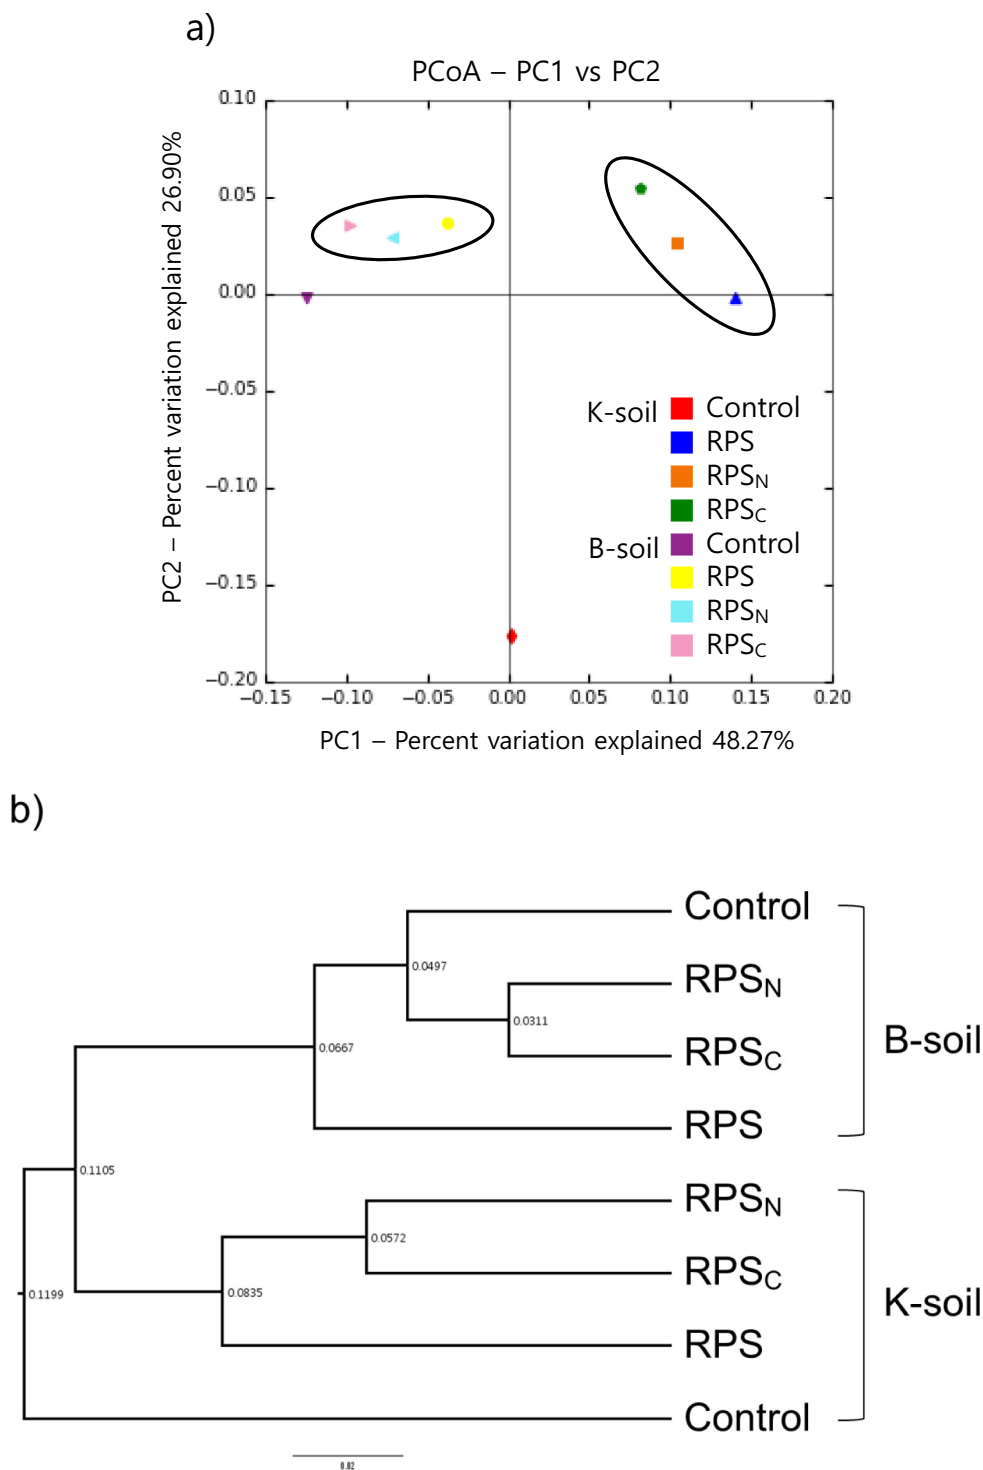 a)
PCoA – PC1 vs PC2
0.10
0.05
0.00
−0.05
−0.10
−0.15
−0.20
PC2 – Percent variation explained 26.90%
K-soil Control
RPS
RPSN
RPSC
B-soil Control
RPS
RPSN
RPSC
−0.15 −0.10 −0.05 0.00 0.05 0.10 0.15 0.20
PC1 – Percent variation explained 48.27%
b)
Control
0.0497
RPSN
0.0311
B-soil
0.0667
RPSC
RPS
0.1105
RPSN
0.0572
RPSC
0.0835
0.1199
K-soil
RPS
Control
0.02